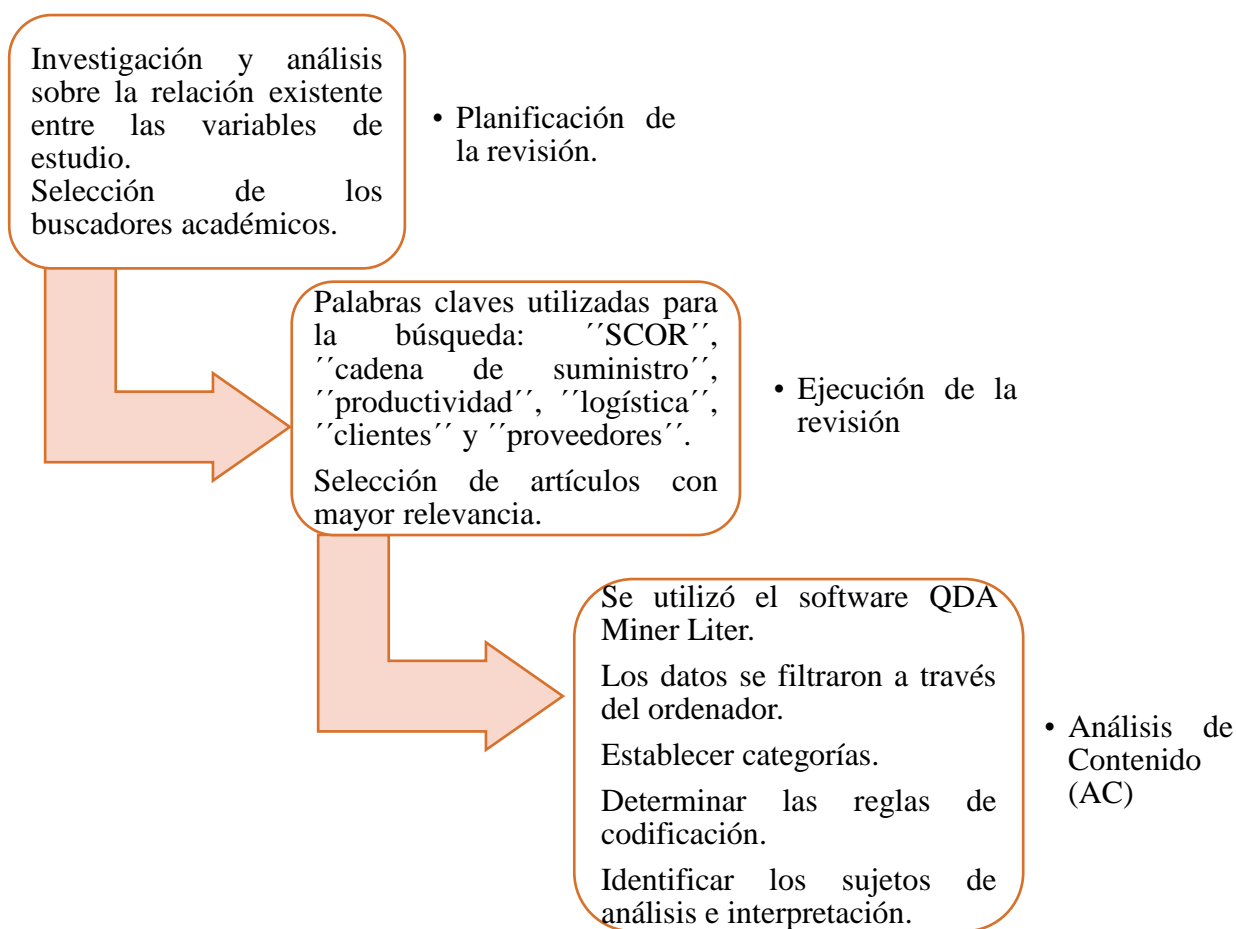 Investigación y análisis
sobre la relación existente
entre las variables de
estudio.
Selección de los
buscadores académicos.
• Planificación de
la revisión.
Palabras claves utilizadas para
la búsqueda: ´´SCOR´´,
´´cadena de suministro´´,
´´productividad´´, ´´logística´´,
´´clientes´´ y ´´proveedores´´.
Selección de artículos con
mayor relevancia.
• Ejecución de la
revisión
Se utilizó el software QDA
Miner Liter.
Los datos se filtraron a través
del ordenador.
Establecer categorías.
Determinar las reglas de
codificación.
Identificar los sujetos de
análisis e interpretación.
• Análisis de
Contenido
(AC)